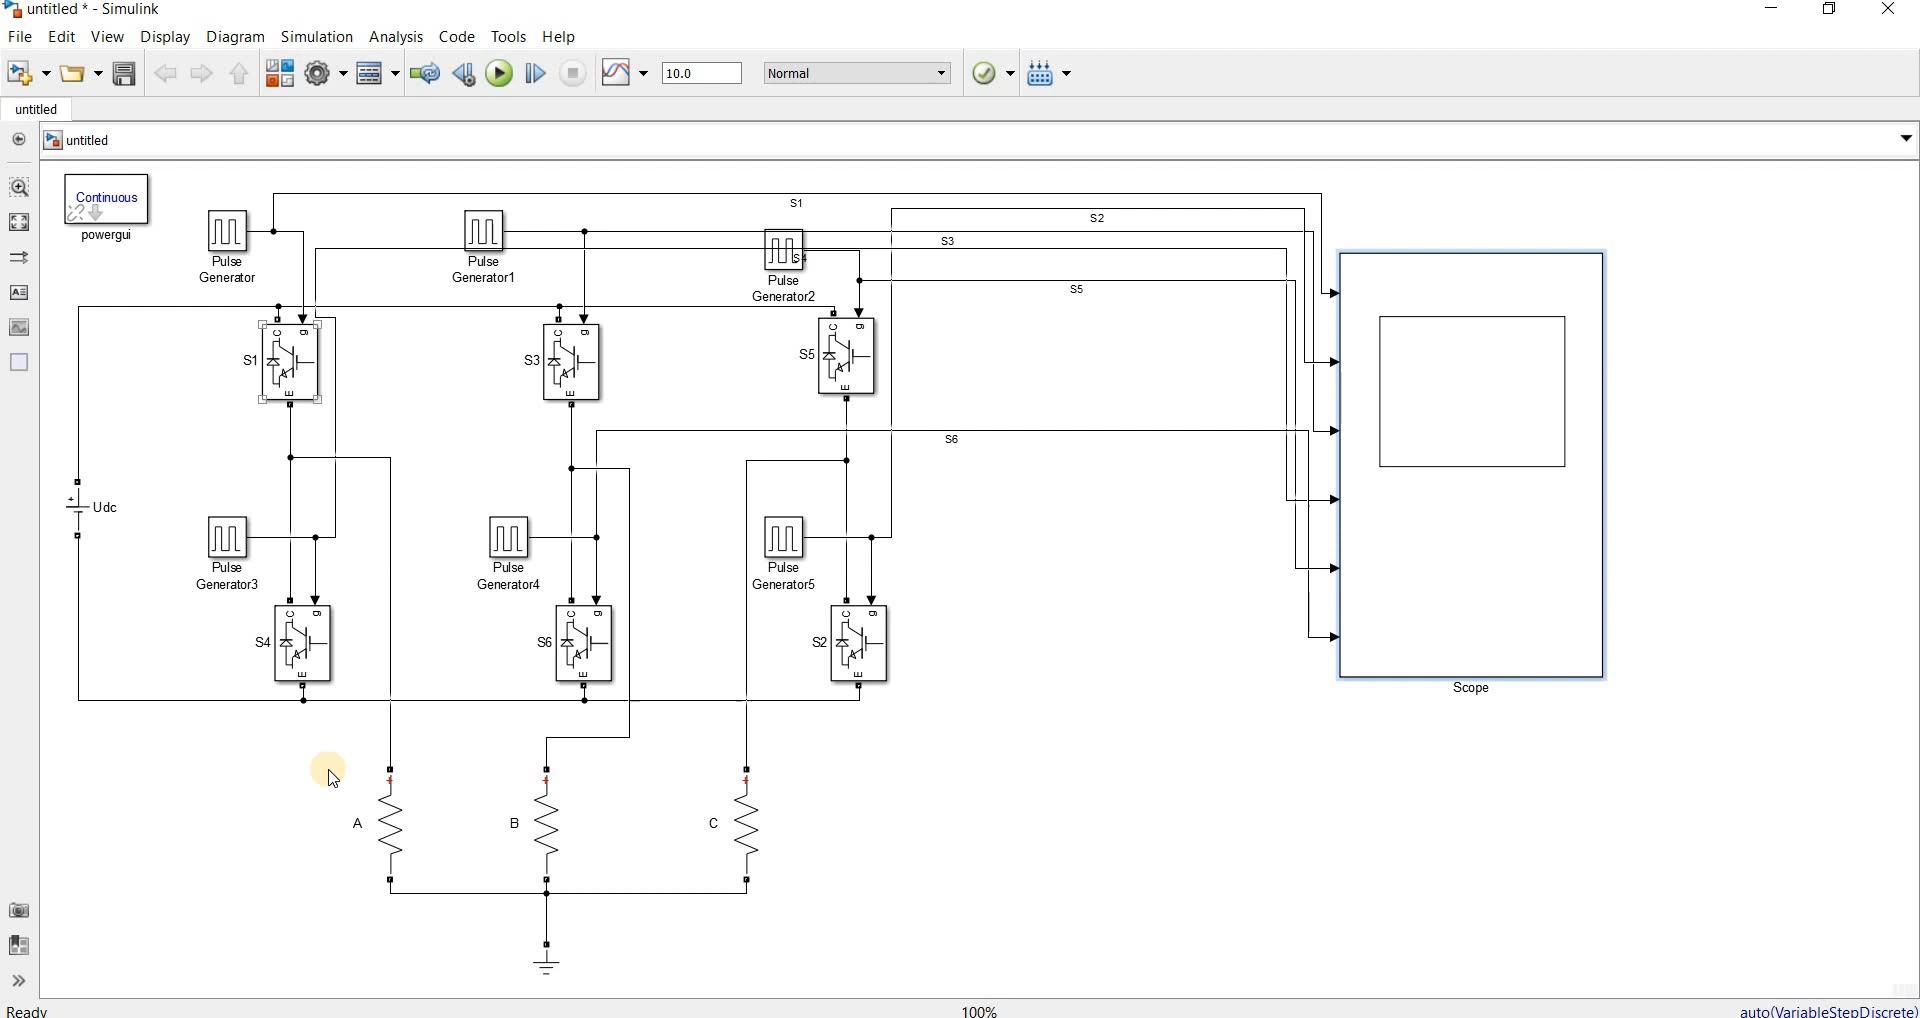 untitled * - Simulink
File Edit View Display Diagram Simulation Analysis Code Tools Help
10.0 Normal
untitled
untitled
Continuous
powergui
S1
S2
S3
S4
S5
Pulse
Generator
Pulse
Generator1
Pulse
Generator2
C g
S1
E
C g
S3
E
C g
S5
E
S6
+
Udc
Pulse
Generator3
Pulse
Generator4
Pulse
Generator5
C g
S4
E
C g
S6
E
C g
S2
E
Scope
+ + +
A B C
Ready 100% auto(VariableStepDiscrete)